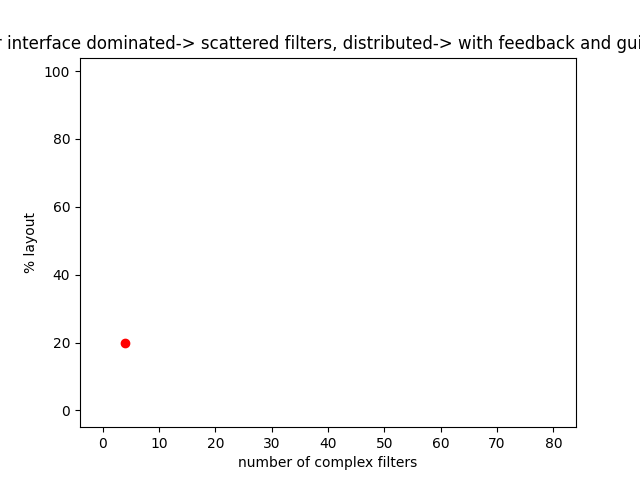 interface dominated-> scattered filters, distributed-> with feedback and
100
80
60
40
20
0
% layout
0 10 20 30 40 50 60 70 80
number of complex filters